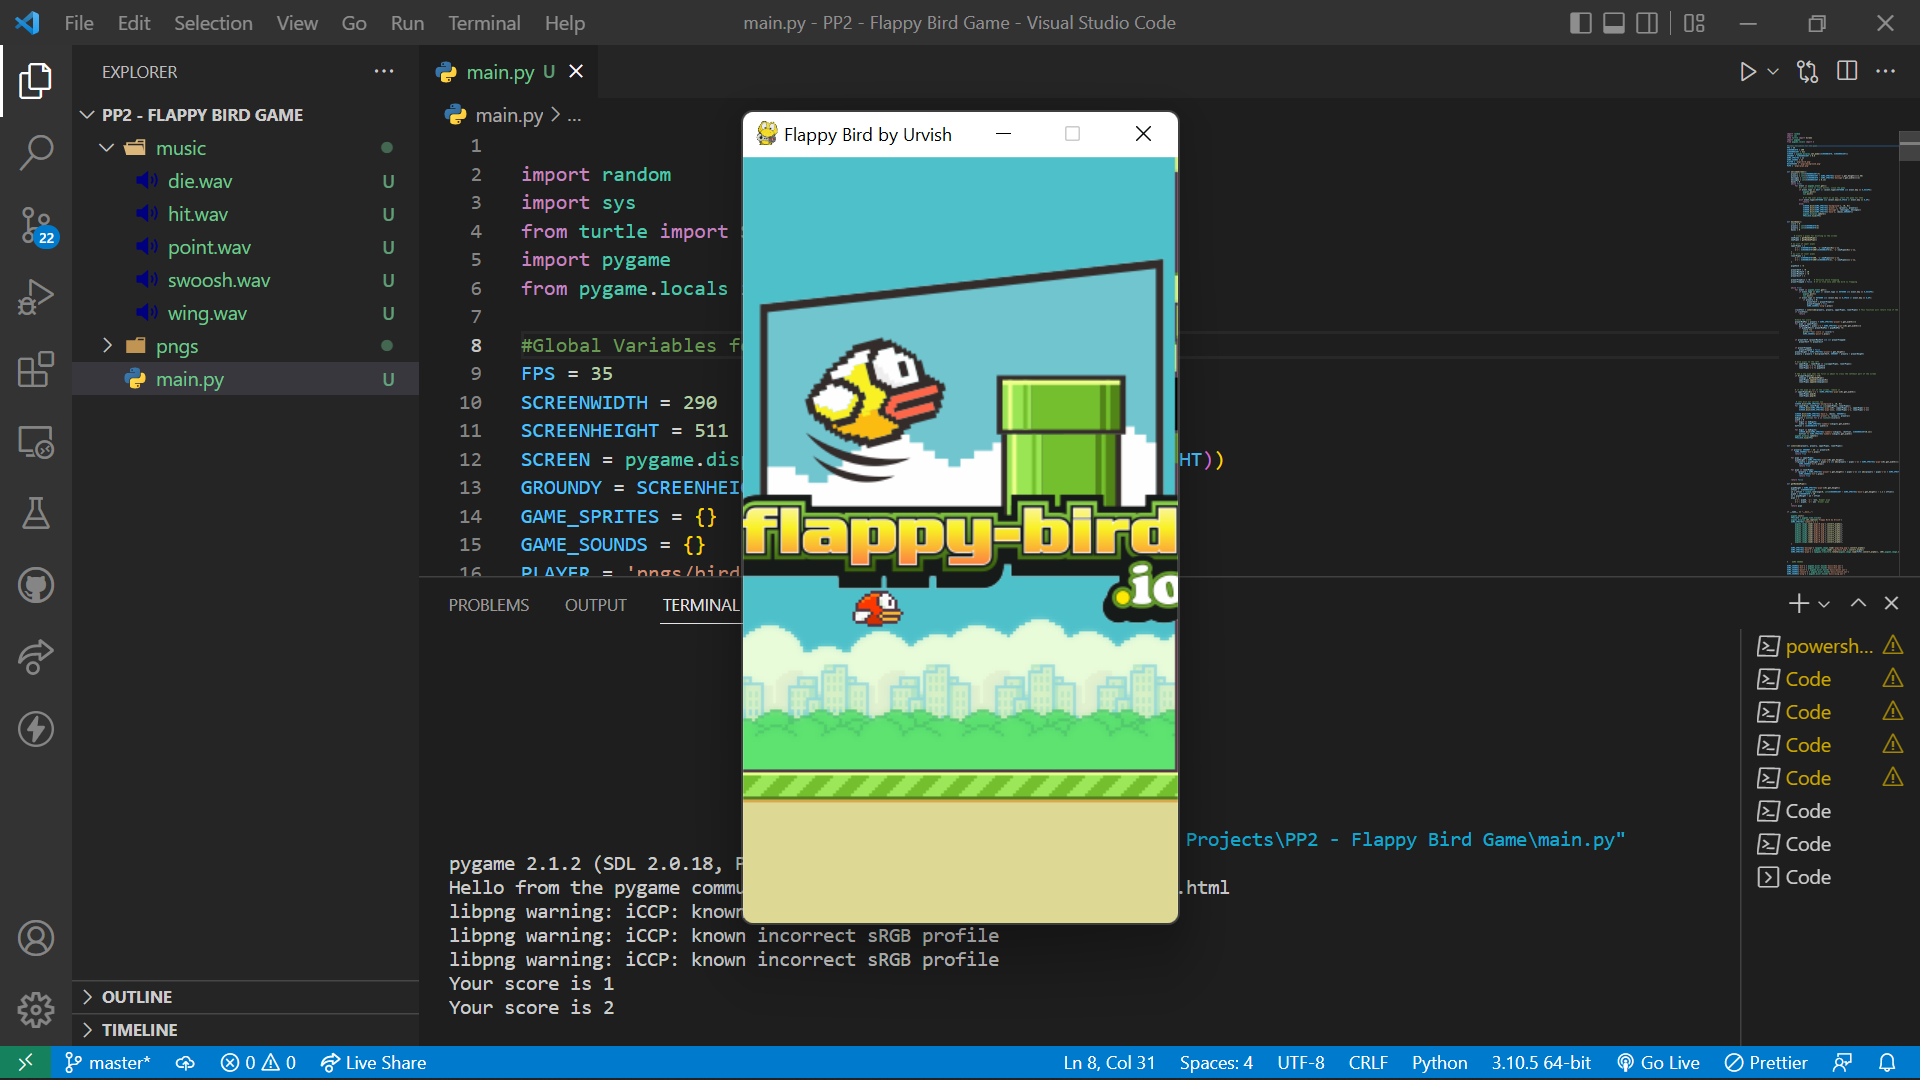 File Edit Selection View Go Run Terminal Help
main.py - PP2 - Flappy Bird Game - Visual Studio Code
EXPLORER
PP2 - FLAPPY BIRD GAME
music
die.wav U
hit.wav U
point.wav U
swoosh.wav U
wing.wav U
pngs
main.py U
22
OUTLINE
TIMELINE
main.py U
main.py > ...
1
2 import random
3 import sys
4 from turtle import
5 import pygame
6 from pygame.locals
7
8 #Global Variables
9 FPS = 35
10 SCREENWIDTH = 290
11 SCREENHEIGHT = 511
12 SCREEN = pygame. HT))
13 GROUNDY =
14 GAME_SPRITES = {}
15 GAME_SOUNDS = {}
16 PLAYER = 'pngs/bird
Flappy Bird by Urvish
flappy-bird
.io
PROBLEMS OUTPUT TERMINAL
Projects\PP2 - Flappy Bird Game\main.py"
pygame 2.1.2 (SDL 2.0.18,
Hello from the pygame .html
libpng warning: iCCP: known
libpng warning: iCCP: known incorrect sRGB profile
libpng warning: iCCP: known incorrect sRGB profile
Your score is 1
Your score is 2
powersh...
Code
Code
Code
Code
Code
Code
Code
master* 0 0 Live Share
Ln 8, Col 31 Spaces: 4 UTF-8 CRLF Python 3.10.5 64-bit Go Live Prettier